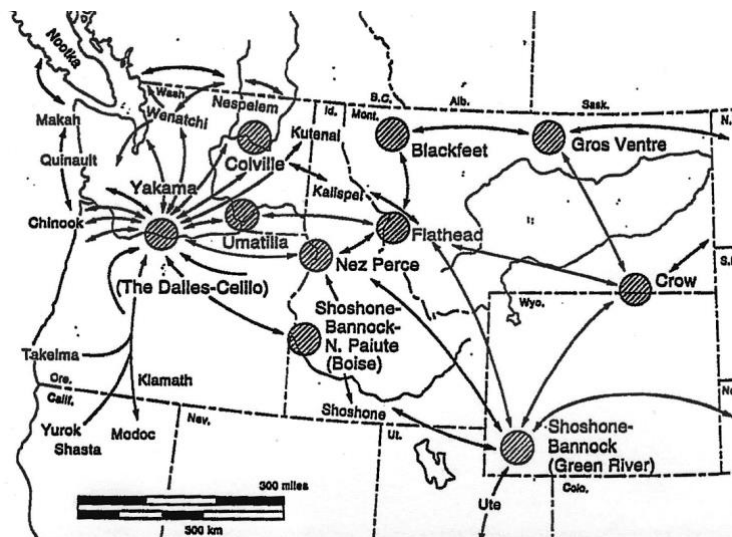 Nootka
B.C.
Alb.
Sask.
Wash.
Id.
Mont.
N.
Makah
Wenatchi
Nespelem
Kutenai
Blackfeet
Gros Ventre
Quinault
Colville
Yakama
Kalispel
Chinook
Umatilla
Flathead
Nez Perce
S.D.
(The Dalles-Celilo)
Crow
Wyo.
Shoshone-
Bannock-
N. Paiute
(Boise)
Takelma
Ore.
Calif.
Klamath
Nev.
Shoshone
Ut.
Yurok
Shasta
Modoc
Shoshone-
Bannock
(Green River)
Colo.
Ute
300 miles
300 km